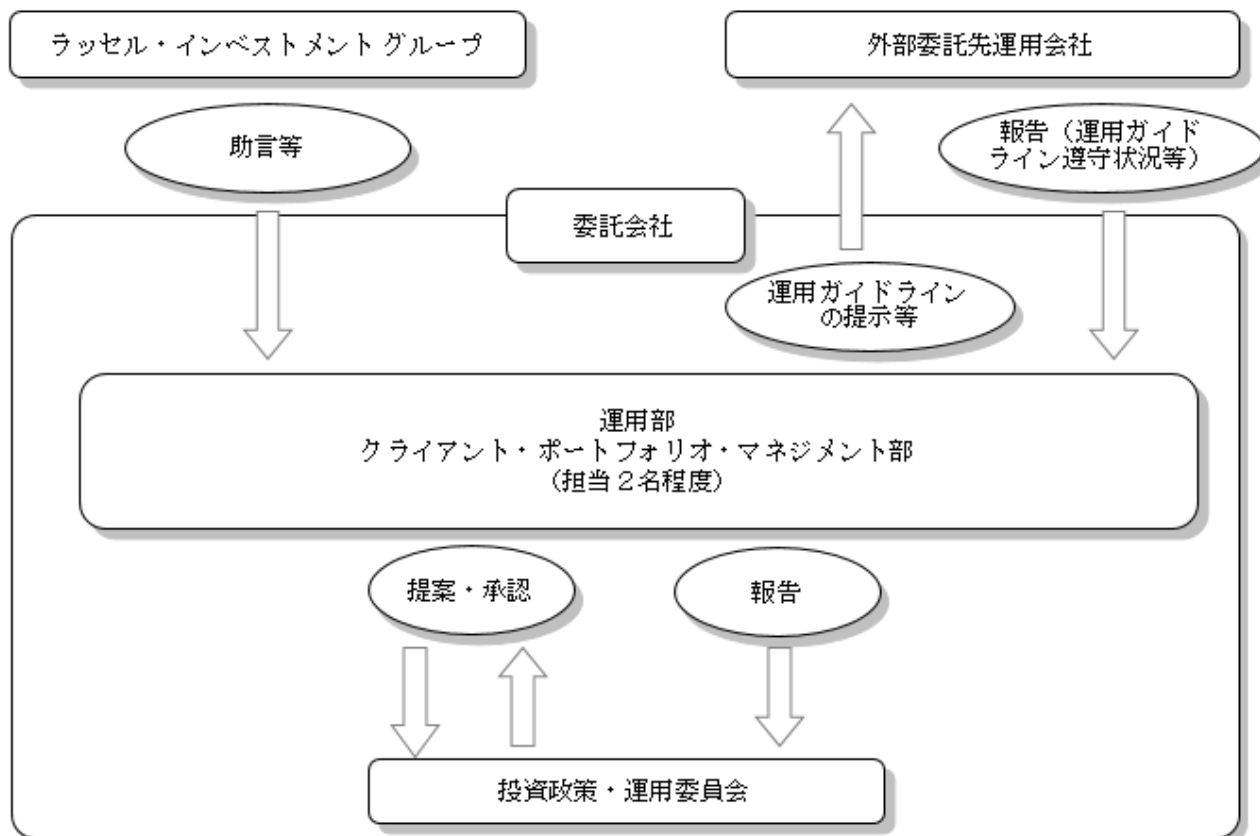 ラッセル・インベストメント グループ
外部委託先運用会社
助言等
報告（運用ガイド
ライン遵守状況等）
委託会社
運用ガイドライン
の提示等
運用部
クライアント・ポートフォリオ・マネジメント部
（担当２名程度）
提案・承認
報告
投資政策・運用委員会